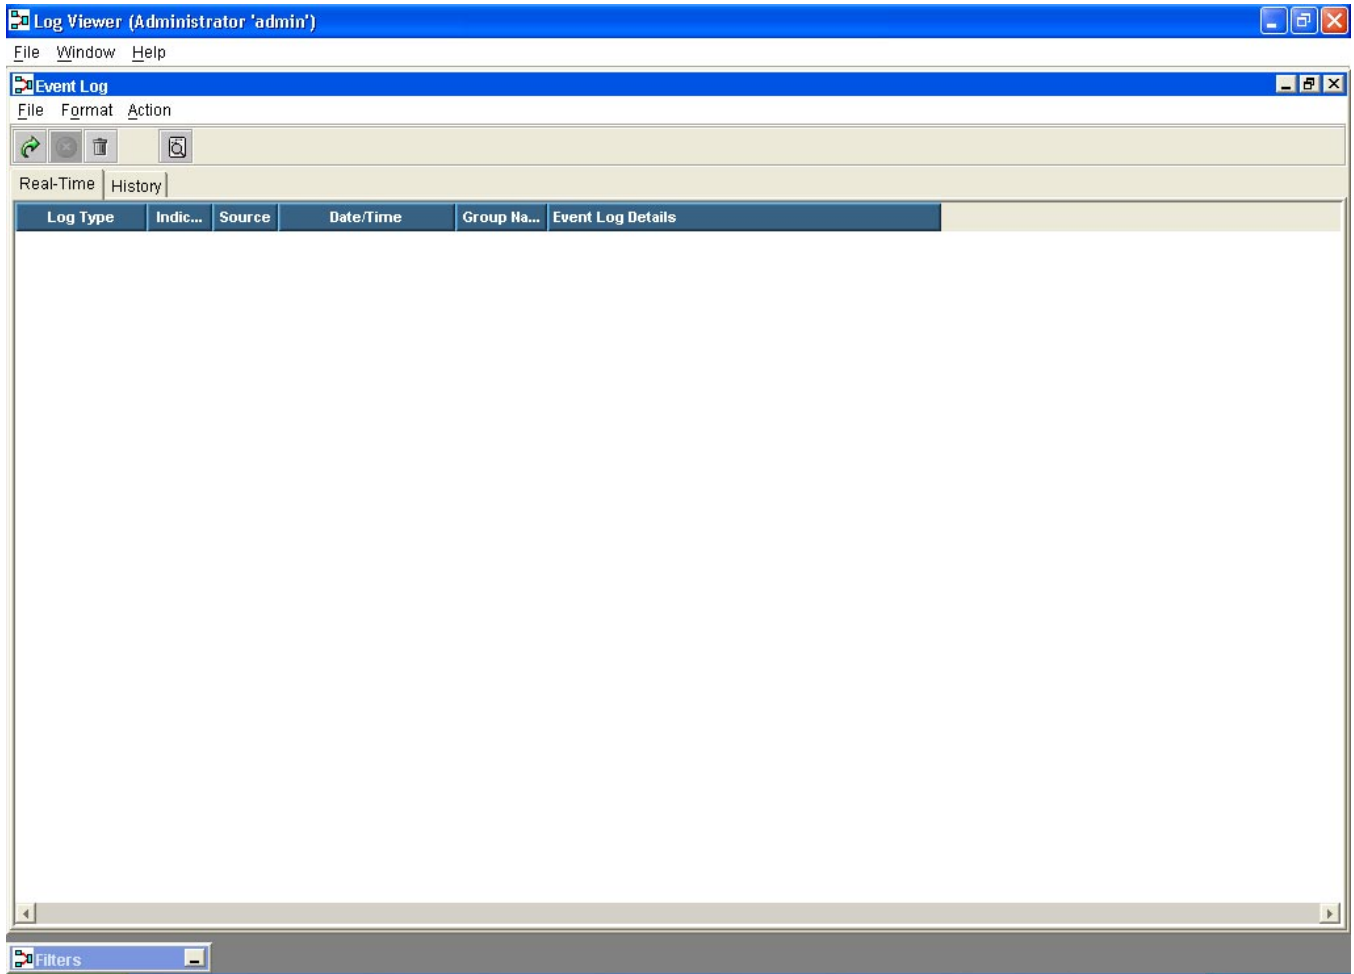 Log Viewer (Administrator 'admin')
File Window Help
Event Log
File Format Action
Real-Time History
Log Type Indic... Source Date/Time Group Na... Event Log Details
Filters